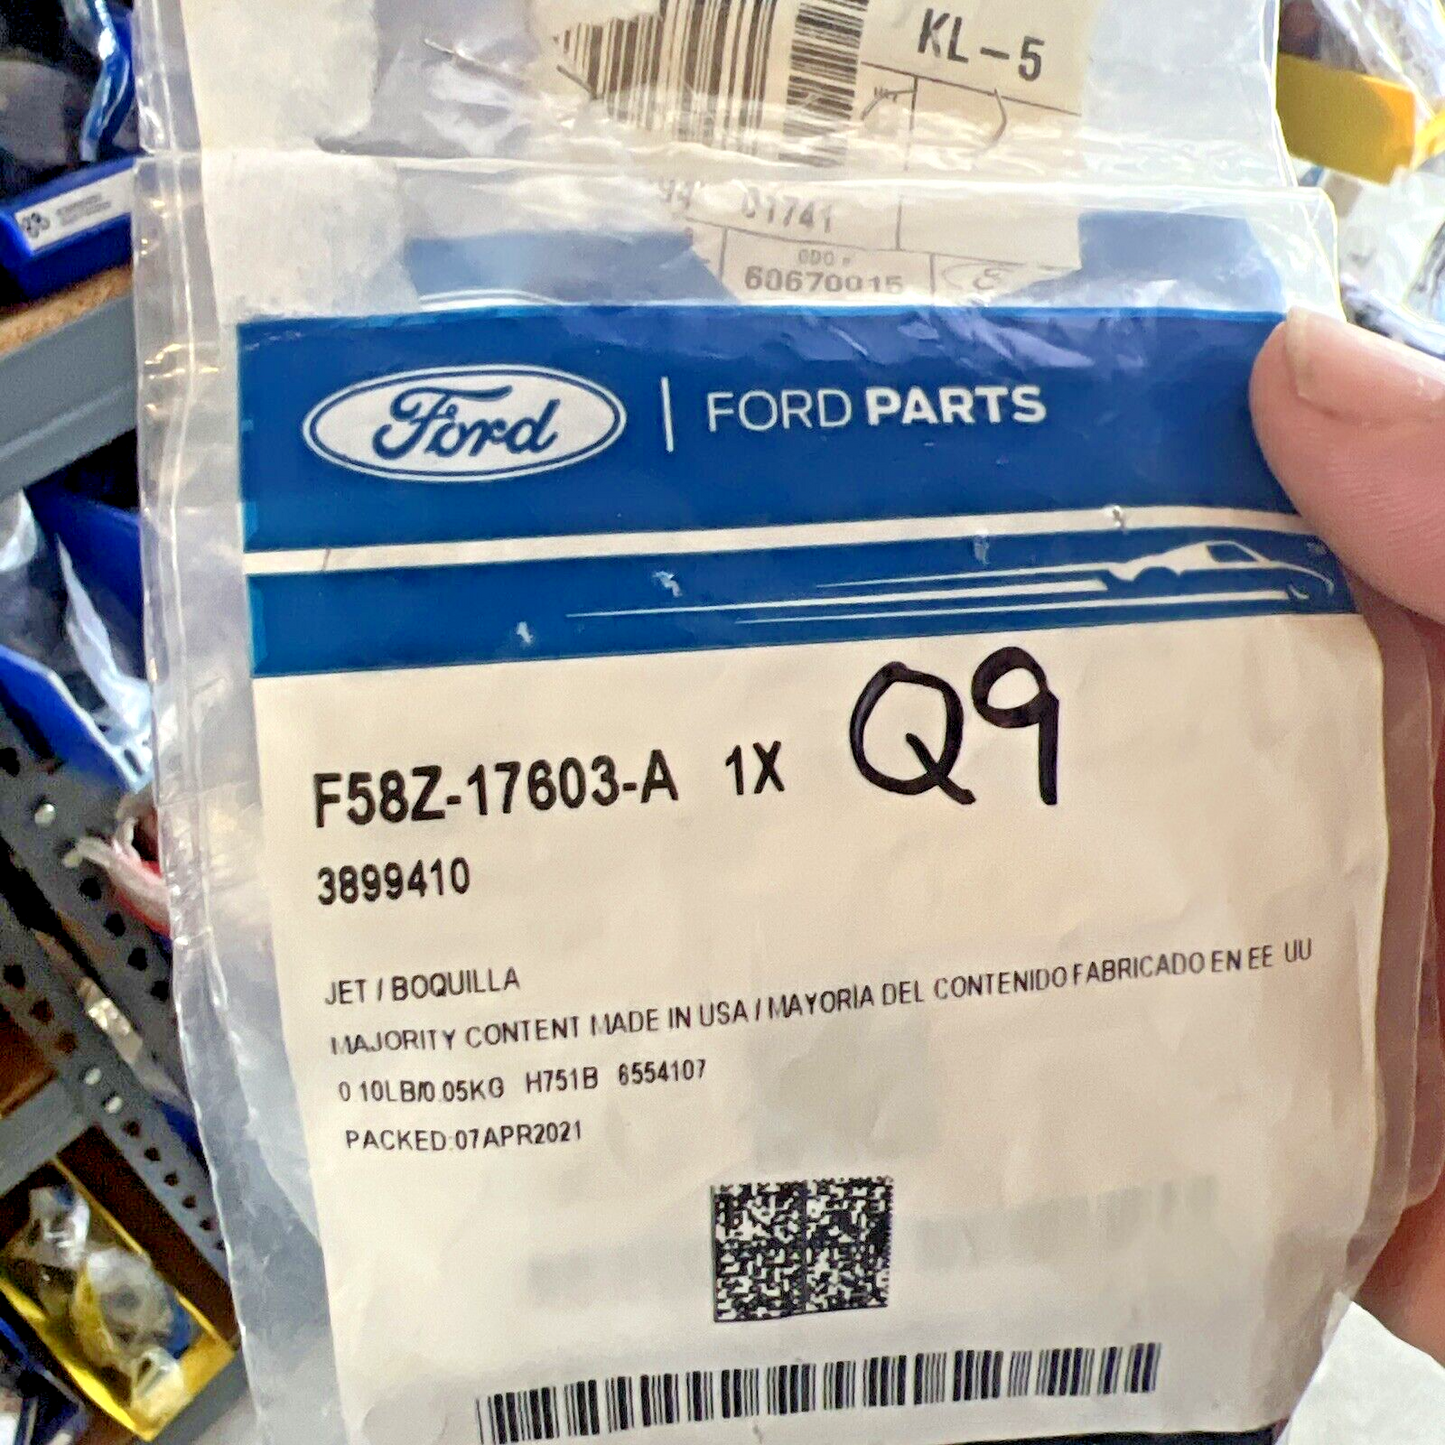 KL-5
01741
60670015
Ford | FORD PARTS
F58Z-17603-A 1X Q9
3899410
JET / BOQUILLA
MAJORITY CONTENT MADE IN USA / MAYORÍA DEL CONTENIDO FABRICADO EN EE UU
0.10LB/0.05KG H751B 6554107
PACKED:07APR2021